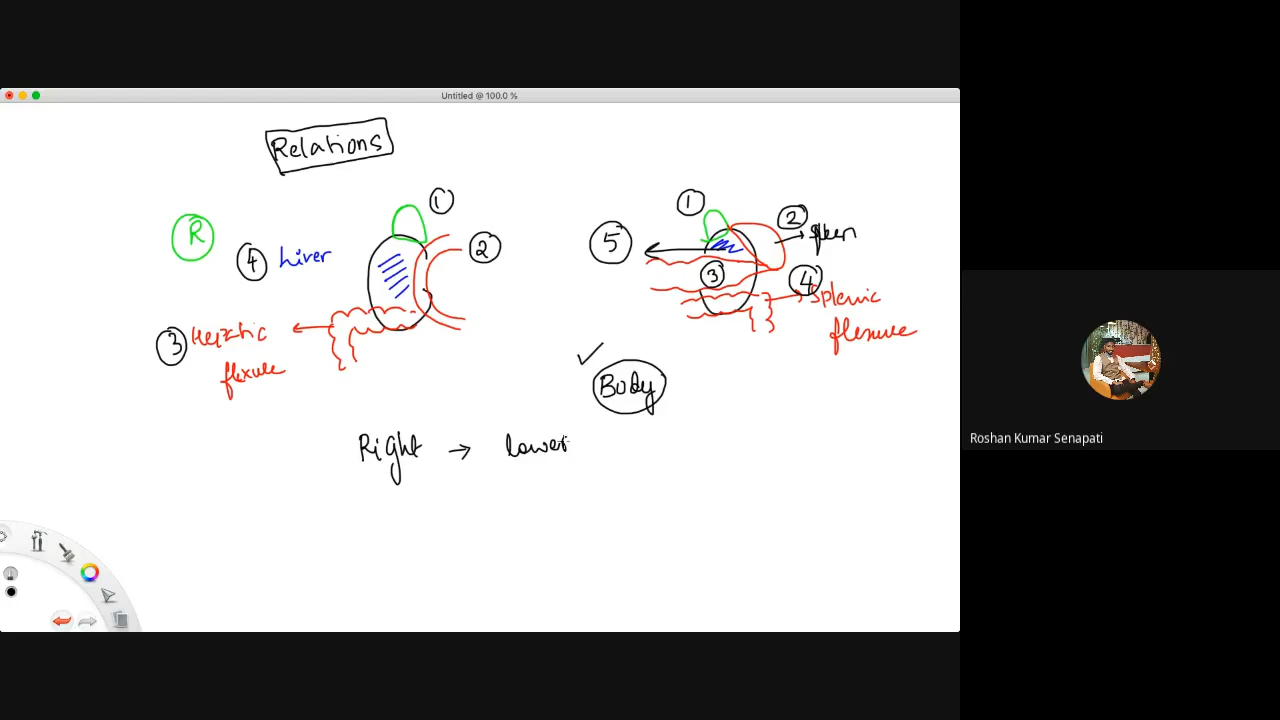 Untitled @ 100.0 %
Relations
R
1
2
4 Liver
3 Hepatic
flexure
1
2
spleen
5
3
4
Splenic
flexure
Body
Right → lower
Roshan Kumar Senapati